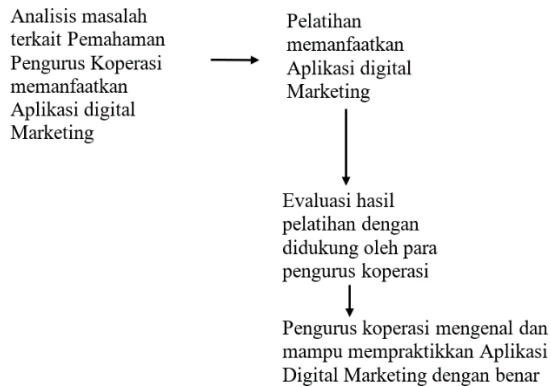 Analisis masalah
terkait Pemahaman
Pengurus Koperasi
memanfaatkan
Aplikasi digital
Marketing
Pelatihan
memanfaatkan
Aplikasi digital
Marketing
Evaluasi hasil
pelatihan dengan
didukung oleh para
pengurus koperasi
Pengurus koperasi mengenal dan
mampu mempraktikkan Aplikasi
Digital Marketing dengan benar